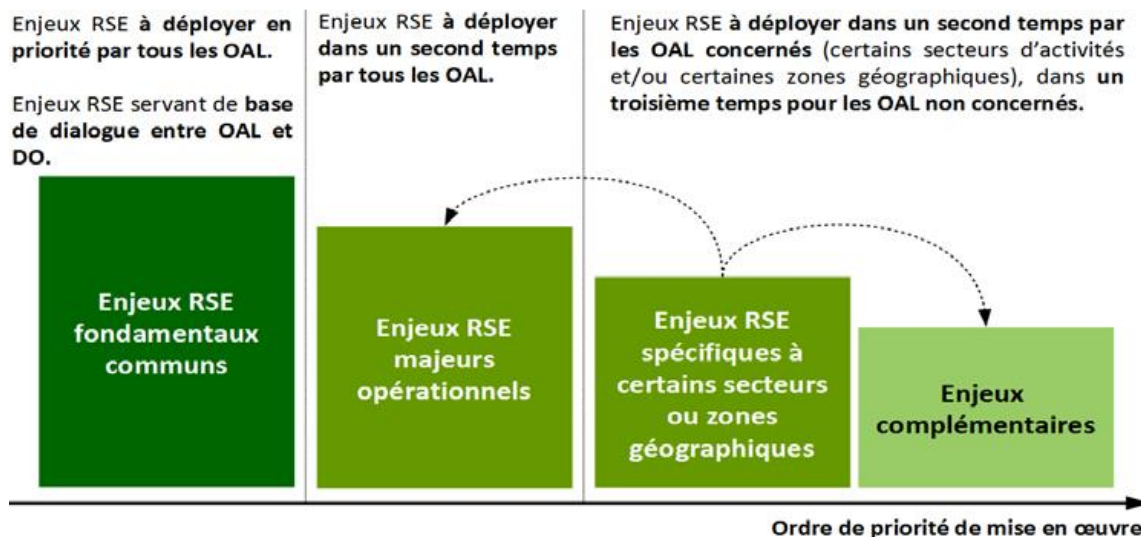 Enjeux RSE à déployer en
priorité par tous les OAL.
Enjeux RSE servant de base
de dialogue entre OAL et
DO.
Enjeux RSE à déployer
dans un second temps
par tous les OAL.
Enjeux RSE à déployer dans un second temps par
les OAL concernés (certains secteurs d'activités
et/ou certaines zones géographiques), dans un
troisième temps pour les OAL non concernés.
Enjeux RSE
fondamentaux
communs
Enjeux RSE
majeurs
opérationnels
Enjeux RSE
spécifiques à
certains secteurs
ou zones
géographiques
Enjeux
complémentaires
Ordre de priorité de mise en œuvre